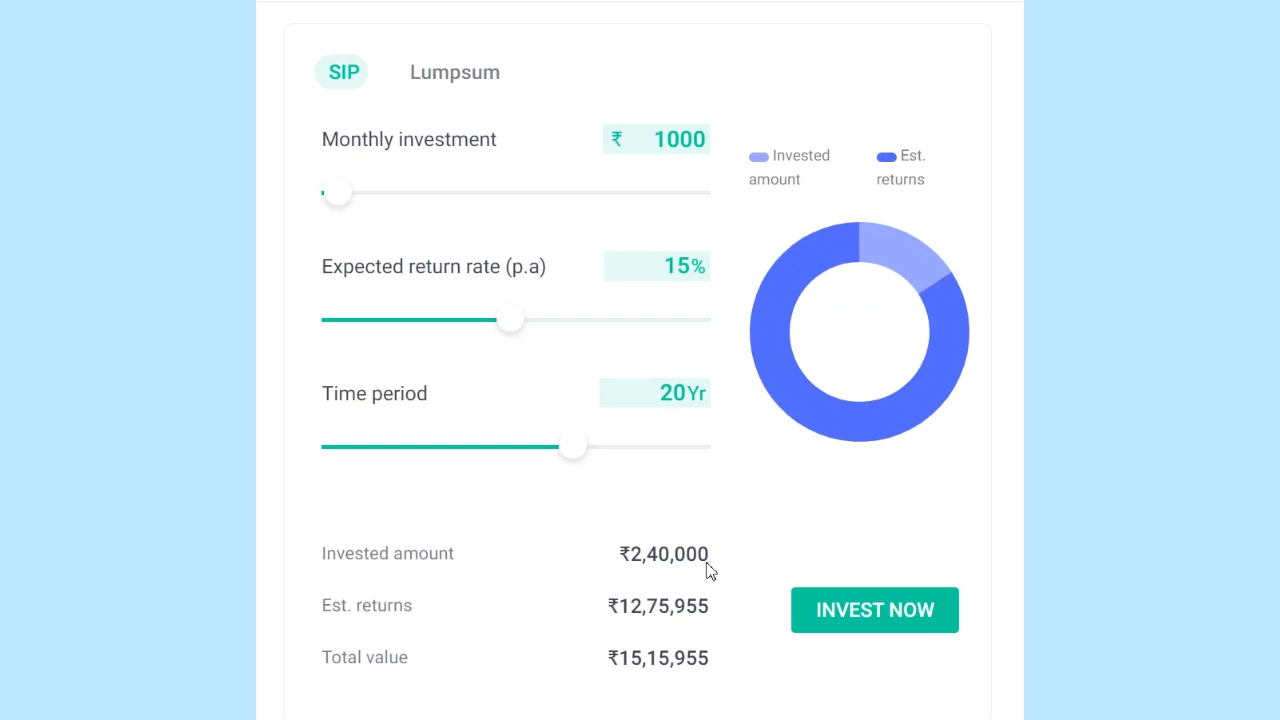 SIP Lumpsum
Monthly investment ₹ 1000
Invested amount
Est. returns
Expected return rate (p.a) 15%
Time period 20Yr
Invested amount ₹2,40,000
Est. returns ₹12,75,955
INVEST NOW
Total value ₹15,15,955